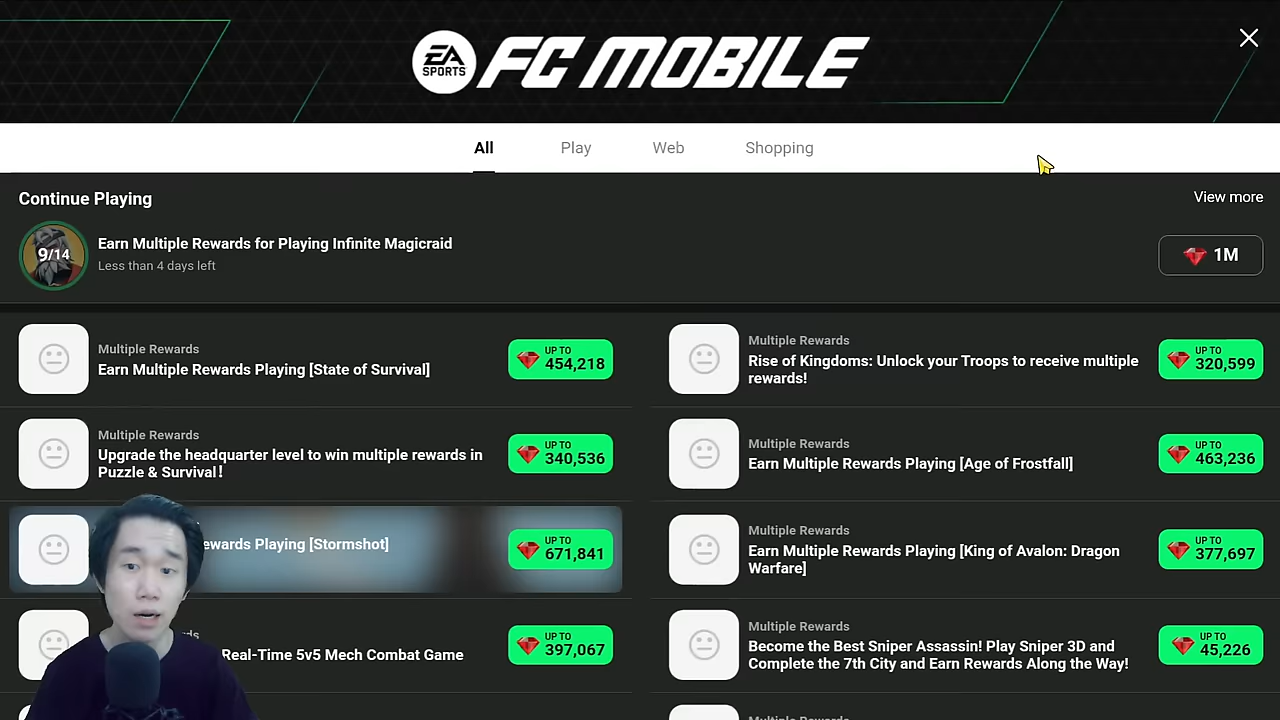 EA
SPORTS
FC MOBILE
All
Play
Web
Shopping
Continue Playing
View more
9/14
Earn Multiple Rewards for Playing Infinite Magicraid
Less than 4 days left
1M
Multiple Rewards
Earn Multiple Rewards Playing [State of Survival]
UP TO
454,218
Multiple Rewards
Rise of Kingdoms: Unlock your Troops to receive multiple
rewards!
UP TO
320,599
Multiple Rewards
Upgrade the headquarter level to win multiple rewards in
Puzzle & Survival!
UP TO
340,536
Multiple Rewards
Earn Multiple Rewards Playing [Age of Frostfall]
UP TO
463,236
ewards Playing [Stormshot]
UP TO
671,841
Multiple Rewards
Earn Multiple Rewards Playing [King of Avalon: Dragon
Warfare]
UP TO
377,697
ds
Real-Time 5v5 Mech Combat Game
UP TO
397,067
Multiple Rewards
Become the Best Sniper Assassin! Play Sniper 3D and
Complete the 7th City and Earn Rewards Along the Way!
UP TO
45,226